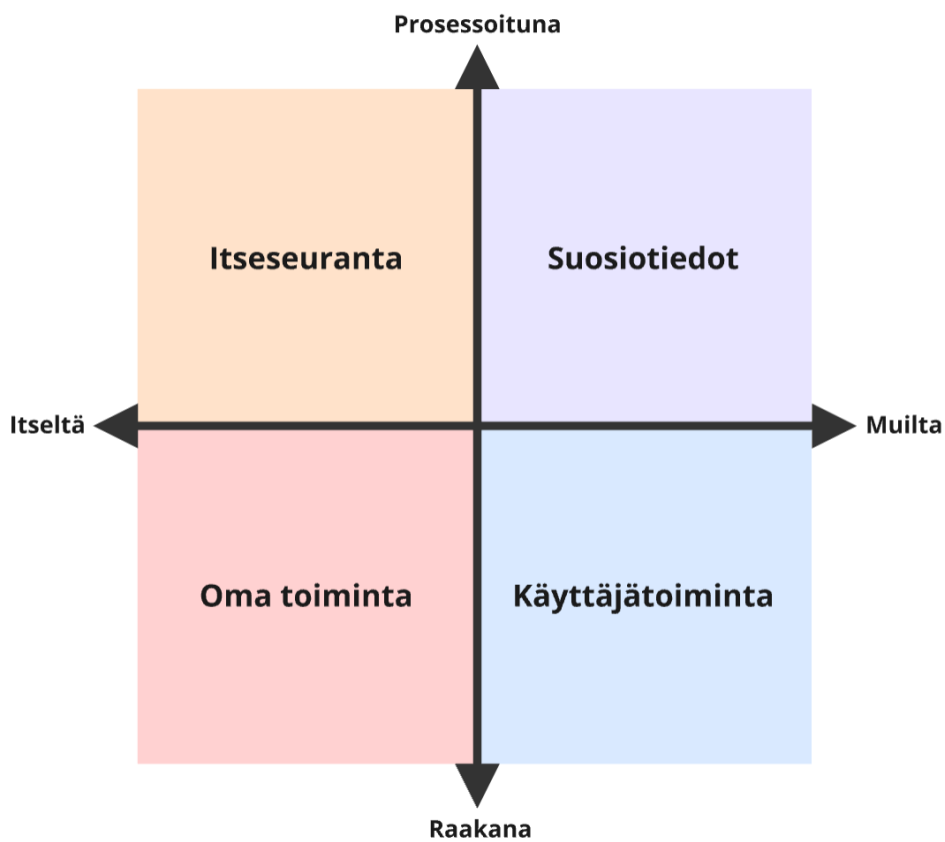 Prosessoituna
Itseseuranta
Suosiotiedot
Itseltä
Muilta
Oma toiminta
Käyttäjätoiminta
Raakana